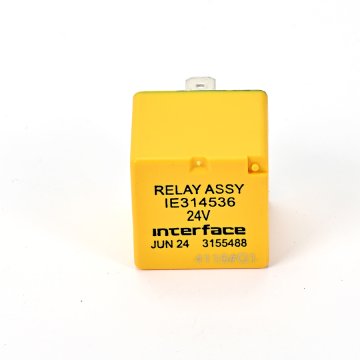 RELAY ASSY
IE314536
24V
interface
JUN 24 3155488